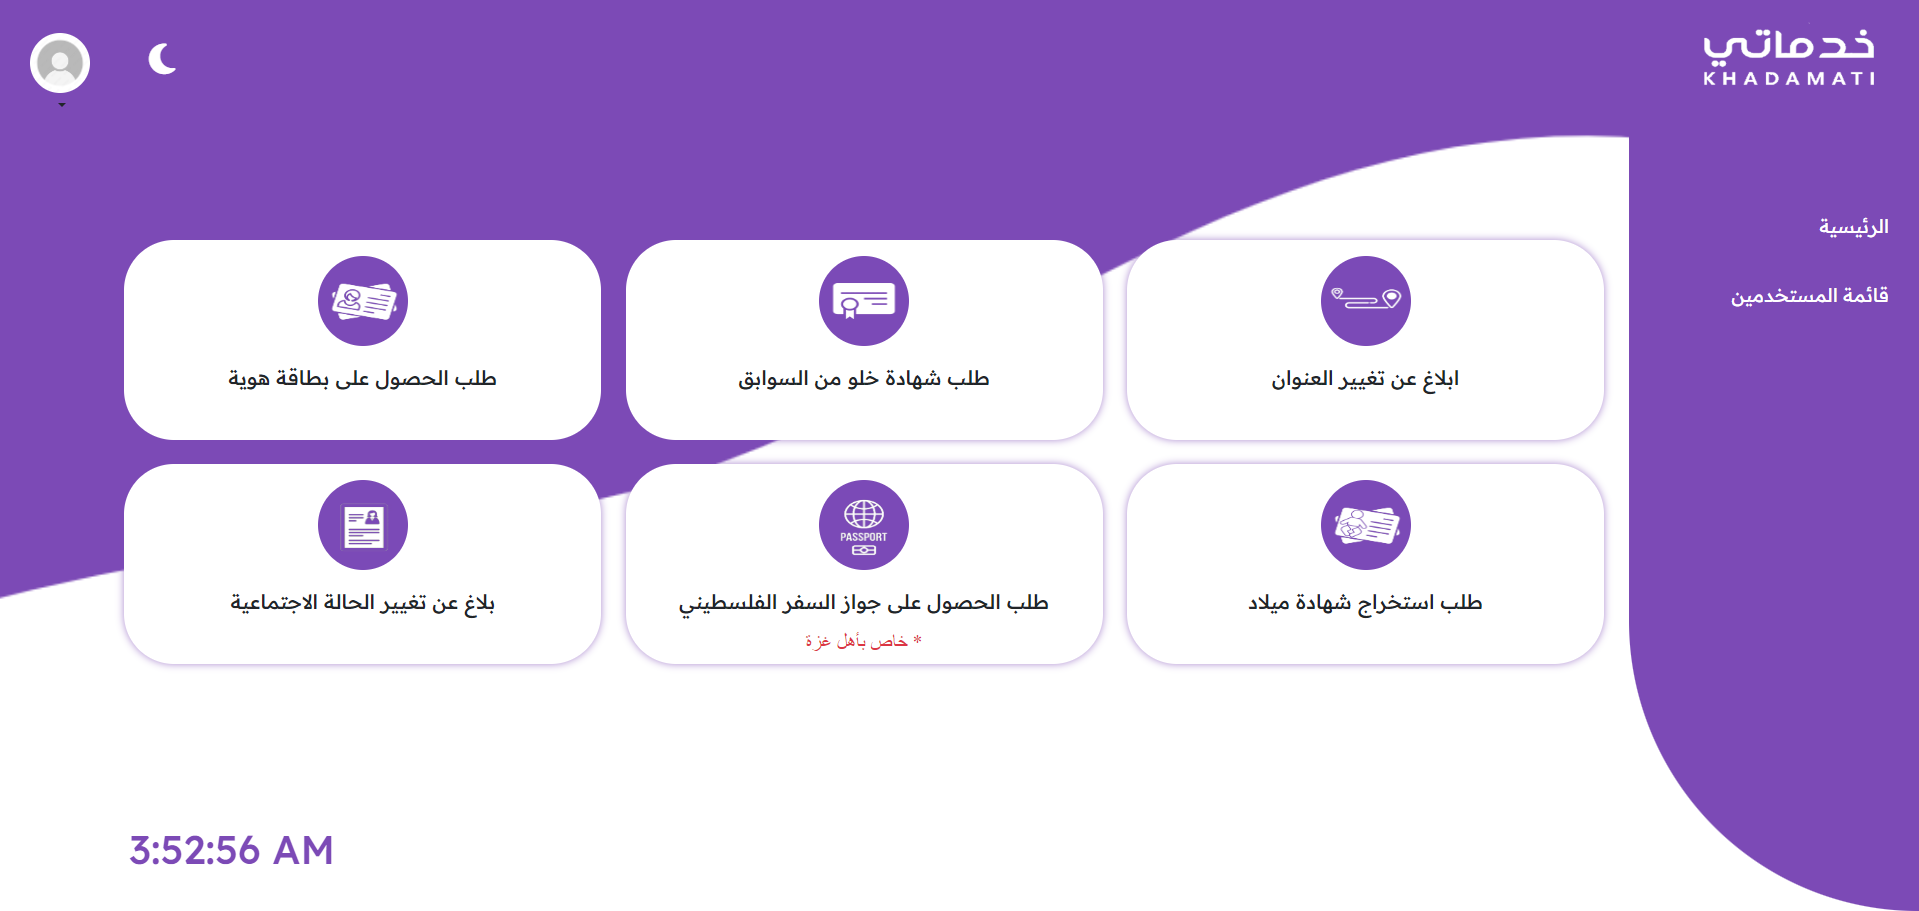 خدماتي
KHADAMATI
الرئيسية
قائمة المستخدمين
ابلاغ عن تغيير العنوان
طلب شهادة خلو من السوابق
طلب الحصول على بطاقة هوية
طلب استخراج شهادة ميلاد
PASSPORT
طلب الحصول على جواز السفر الفلسطيني
* خاص بأهل غزة
بلاغ عن تغيير الحالة الاجتماعية
3:52:56 AM